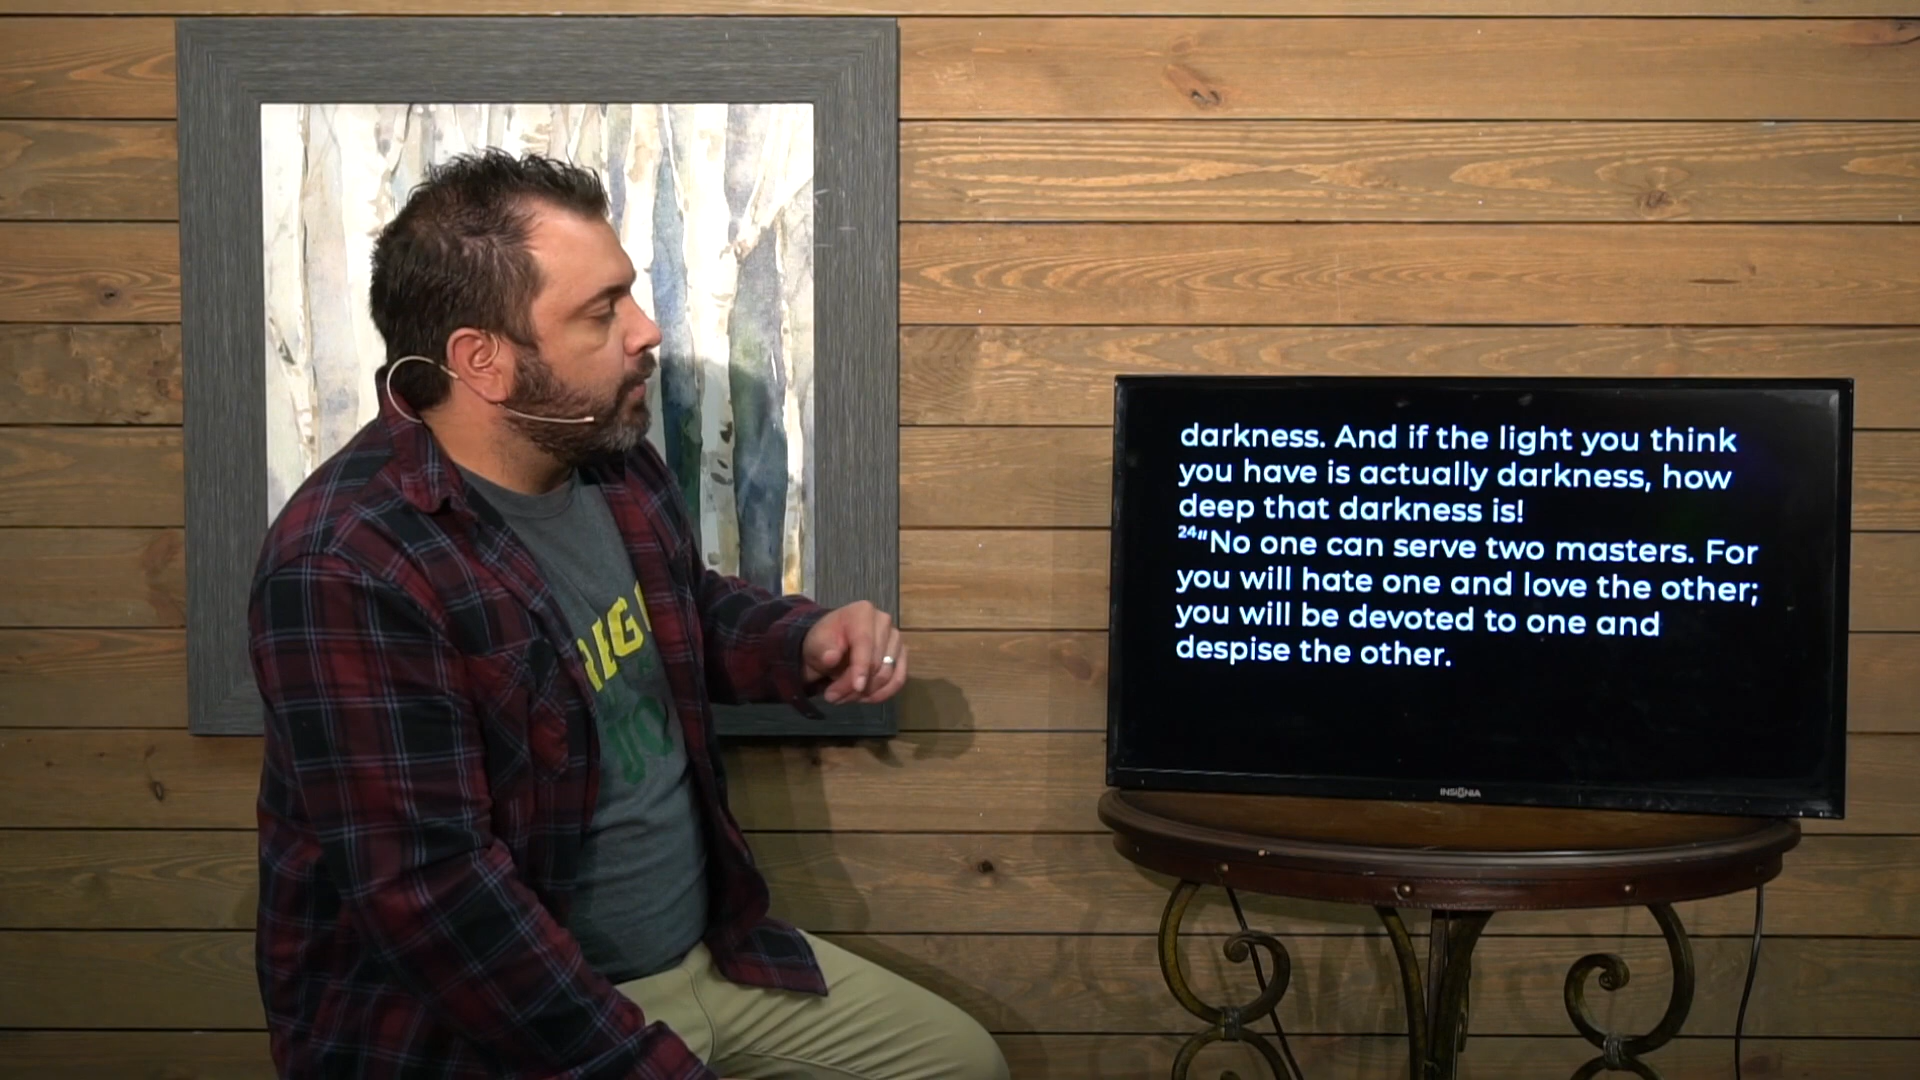 darkness. And if the light you think
you have is actually darkness, how
deep that darkness is!
24"No one can serve two masters. For
you will hate one and love the other;
you will be devoted to one and
despise the other.
INSIGNIA